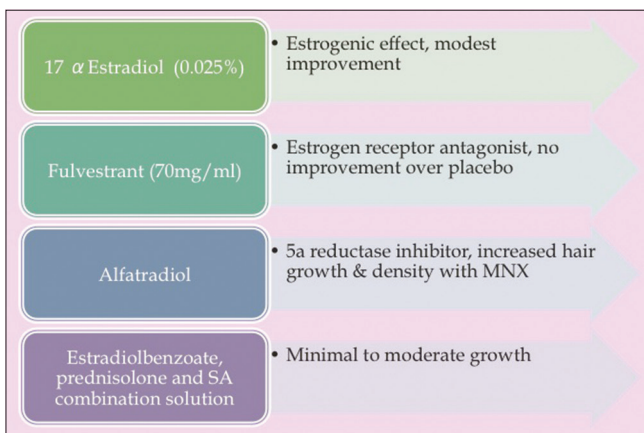 17 α Estradiol (0.025%)
• Estrogenic effect, modest
improvement
Fulvestrant (70mg/ml)
• Estrogen receptor antagonist, no
improvement over placebo
Alfatradiol
• 5a reductase inhibitor, increased hair
growth & density with MNX
Estradiolbenzoate,
prednisolone and SA
combination solution
• Minimal to moderate growth